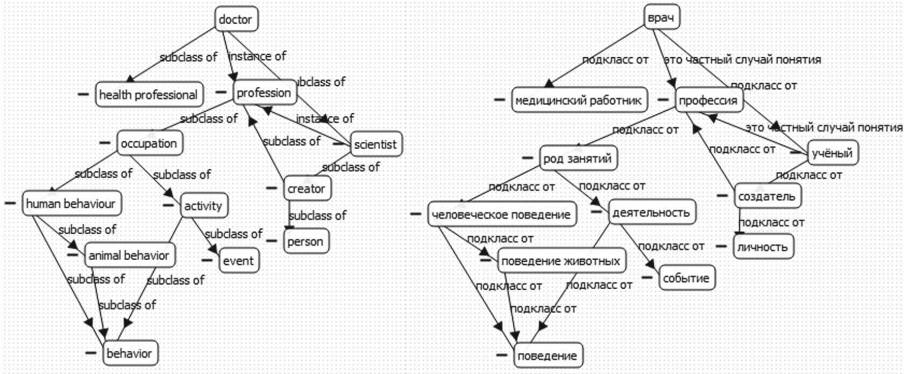 doctor
subclass of
instance of
subclass of
health professional
profession
subclass of
instance of
subclass of
occupation
scientist
subclass of
subclass of
subclass of
creator
human behaviour
activity
subclass of
subclass of
subclass of
person
animal behavior
event
subclass of
subclass of
subclass of
behavior
врач
подкласс от
это частный случай понятия
подкласс от
медицинский работник
профессия
подкласс от
это частный случай понятия
подкласс от
род занятий
учёный
подкласс от
подкласс от
подкласс от
создатель
человеческое поведение
деятельность
подкласс от
подкласс от
подкласс от
личность
поведение животных
событие
подкласс от
подкласс от
подкласс от
поведение